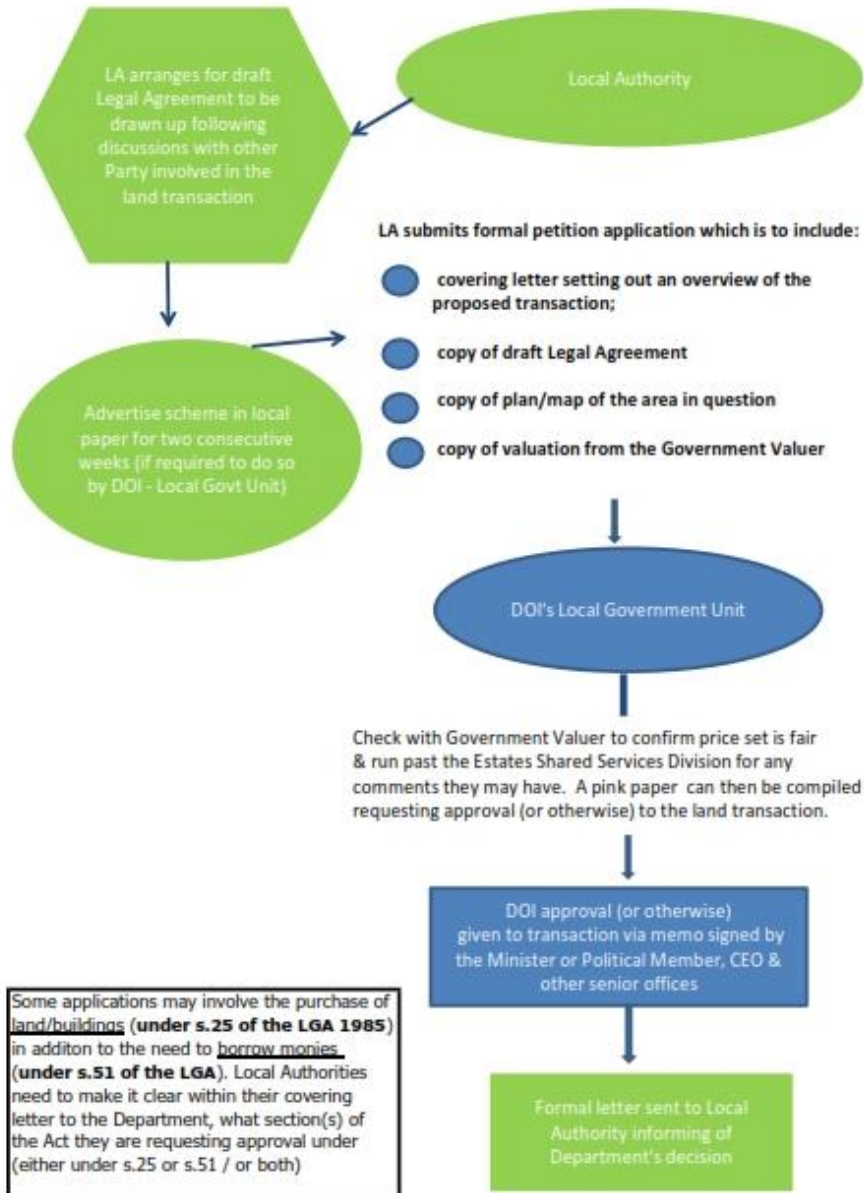 Local Authority
LA arranges for draft
Legal Agreement to be
drawn up following
discussions with other
Party involved in the
land transaction
Advertise scheme in local
paper for two consecutive
weeks (if required to do so
by DOI - Local Govt Unit)
LA submits formal petition application which is to include:
covering letter setting out an overview of the
proposed transaction;
copy of draft Legal Agreement
copy of plan/map of the area in question
copy of valuation from the Government Valuer
DOI's Local Government Unit
Check with Government Valuer to confirm price set is fair
& run past the Estates Shared Services Division for any
comments they may have. A pink paper can then be compiled
requesting approval (or otherwise) to the land transaction.
DOI approval (or otherwise)
given to transaction via memo signed by
the Minister or Political Member, CEO &
other senior offices
Formal letter sent to Local
Authority informing of
Department's decision
Some applications may involve the purchase of
land/buildings (under s.25 of the LGA 1985)
in additon to the need to borrow monies
(under s.51 of the LGA). Local Authorities
need to make it clear within their covering
letter to the Department, what section(s) of
the Act they are requesting approval under
(either under s.25 or s.51 / or both)